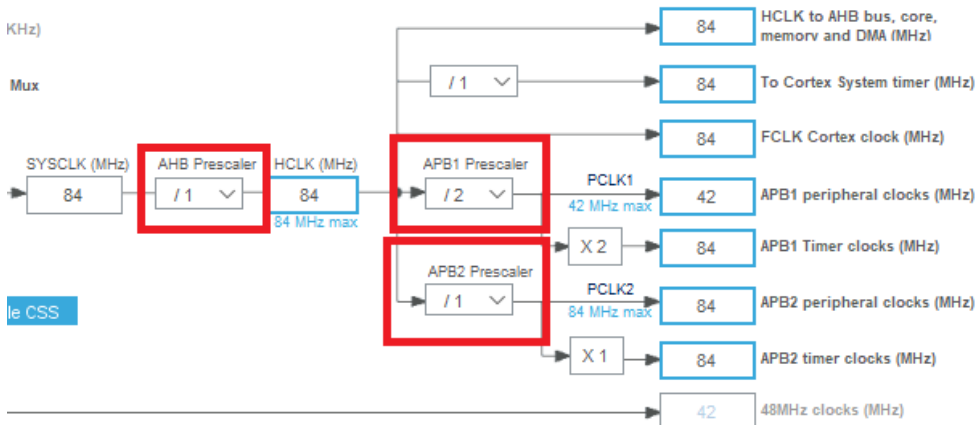 KHz)
Mux
84
HCLK to AHB bus, core,
memory and DMA (MHz)
/ 1
84
To Cortex System timer (MHz)
84
FCLK Cortex clock (MHz)
SYSCLK (MHz)
84
AHB Prescaler
/ 1
HCLK (MHz)
84
84 MHz max
APB1 Prescaler
/ 2
PCLK1
42 MHz max
42
APB1 peripheral clocks (MHz)
X 2
84
APB1 Timer clocks (MHz)
APB2 Prescaler
/ 1
PCLK2
84 MHz max
84
APB2 peripheral clocks (MHz)
le CSS
X 1
84
APB2 timer clocks (MHz)
42
48MHz clocks (MHz)